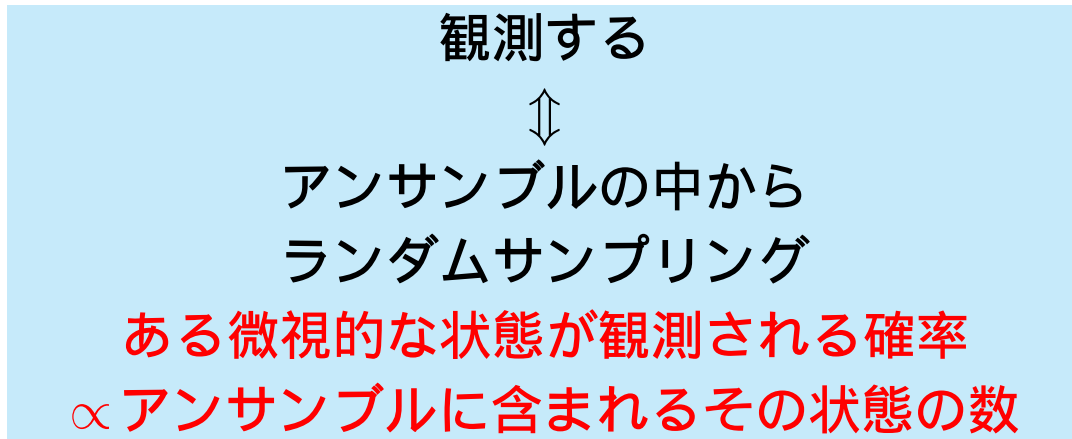 観測する
⇕
アンサンブルの中から
ランダムサンプリング
ある微視的な状態が観測される確率
∝アンサンブルに含まれるその状態の数